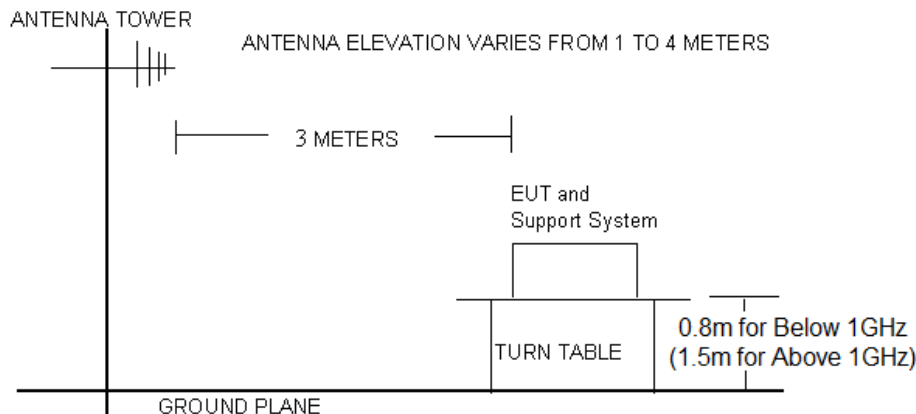 ANTENNA TOWER
ANTENNA ELEVATION VARIES FROM 1 TO 4 METERS
3 METERS
EUT and
Support System
0.8m for Below 1GHz
(1.5m for Above 1GHz)
TURN TABLE
GROUND PLANE